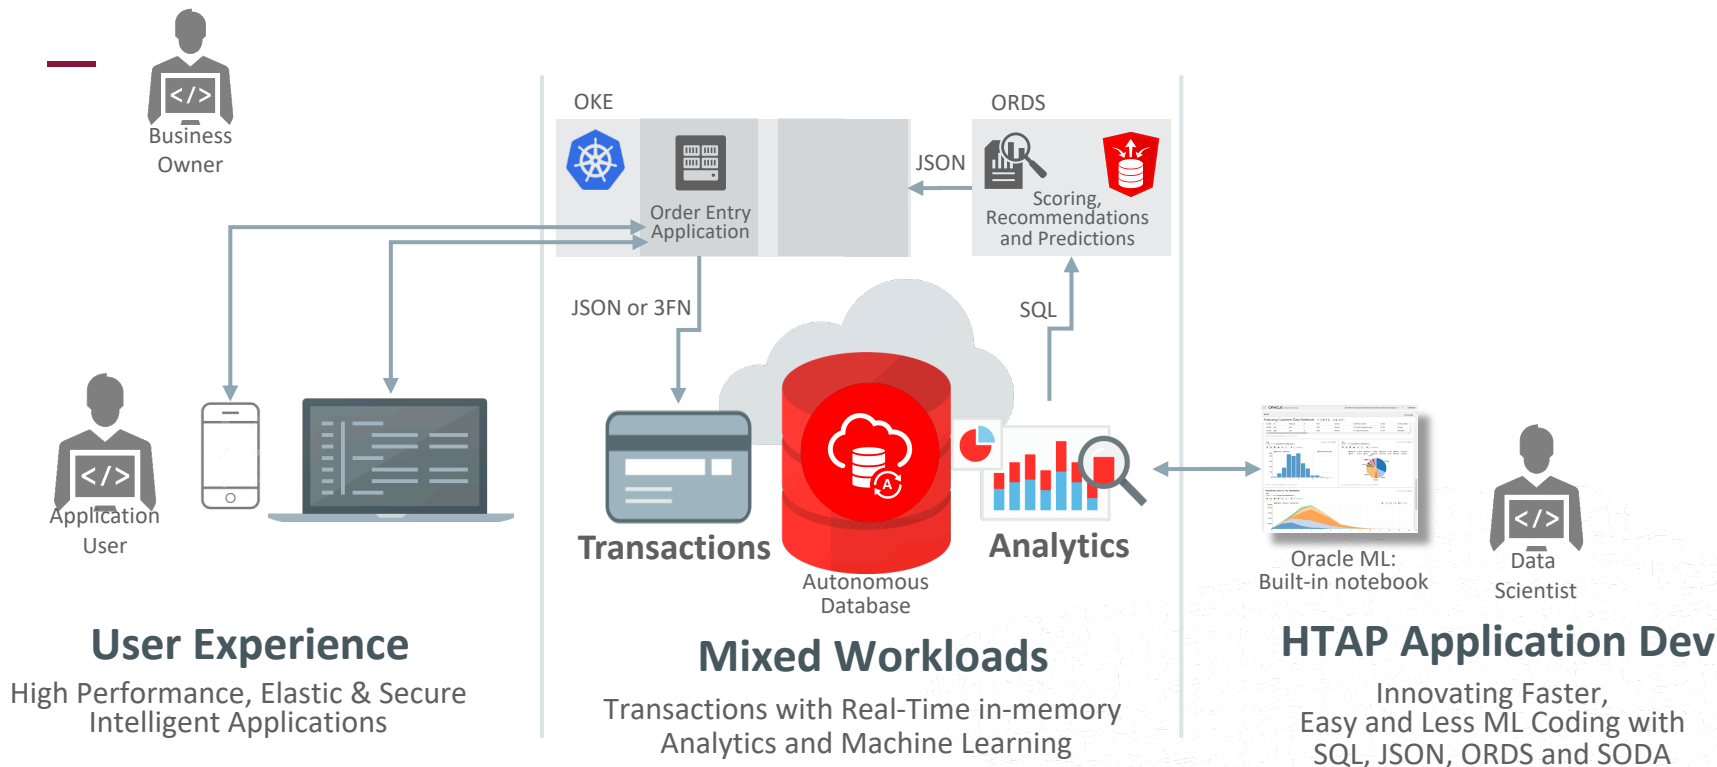 </>
Business
Owner
OKE
ORDS
Order Entry
Application
JSON
Scoring,
Recommendations
and Predictions
JSON or 3FN
SQL
</>
Application
User
Transactions
A
Autonomous
Database
Analytics
ORACLE
Oracle ML:
Built-in notebook
</>
Data
Scientist
User Experience
High Performance, Elastic & Secure
Intelligent Applications
Mixed Workloads
Transactions with Real-Time in-memory
Analytics and Machine Learning
HTAP Application Dev
Innovating Faster,
Easy and Less ML Coding with
SQL, JSON, ORDS and SODA